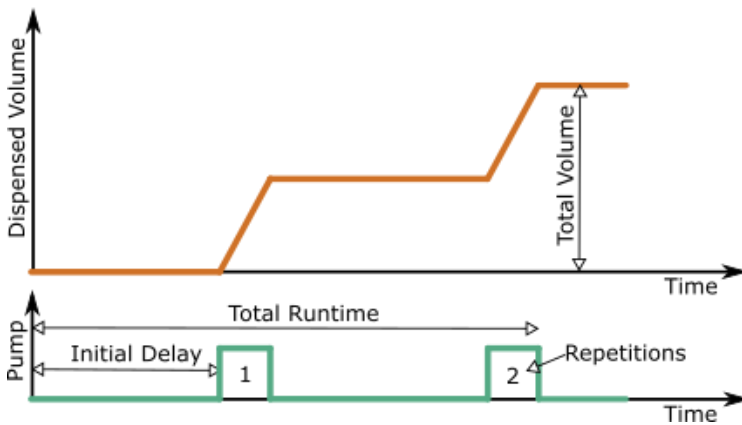 Dispensed Volume
Total Volume
Time
Pump
Total Runtime
Initial Delay
1
2
Repetitions
Time